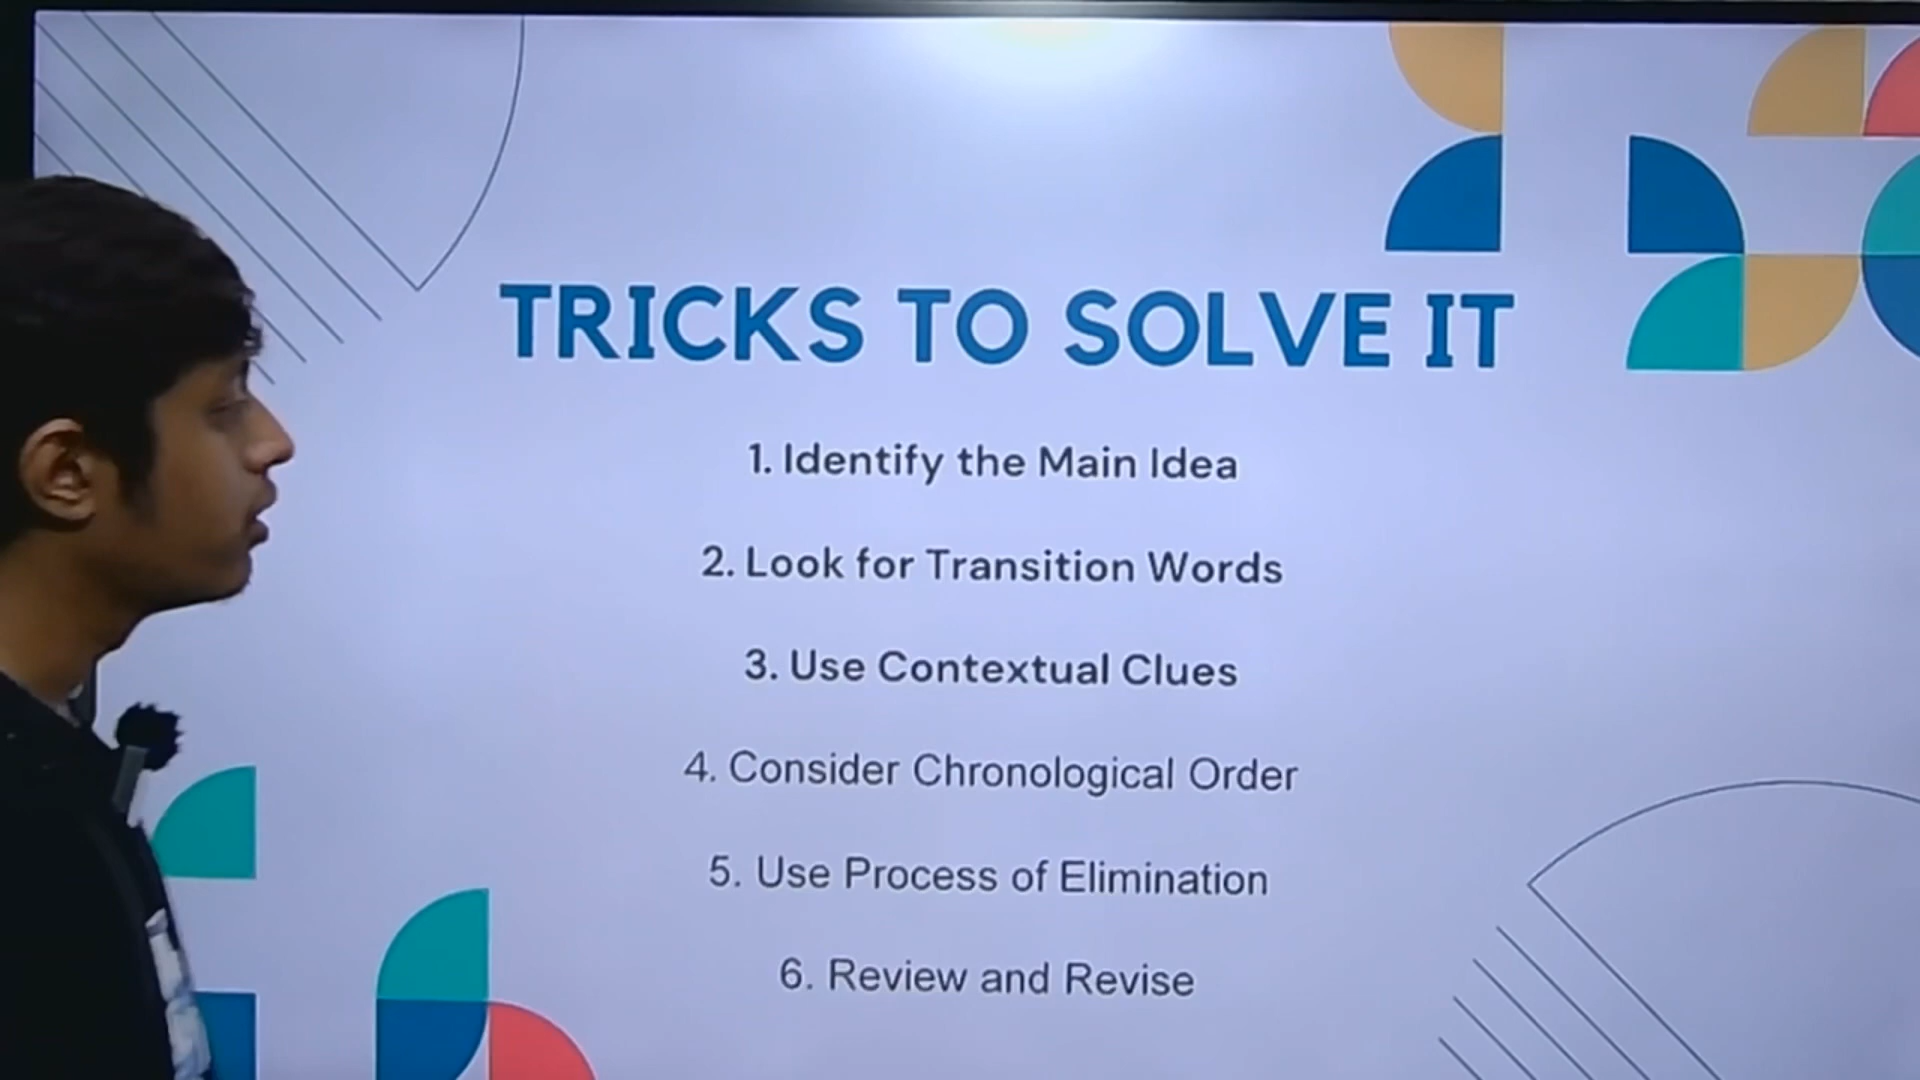 TRICKS TO SOLVE IT
1. Identify the Main Idea
2. Look for Transition Words
3. Use Contextual Clues
4. Consider Chronological Order
5. Use Process of Elimination
6. Review and Revise